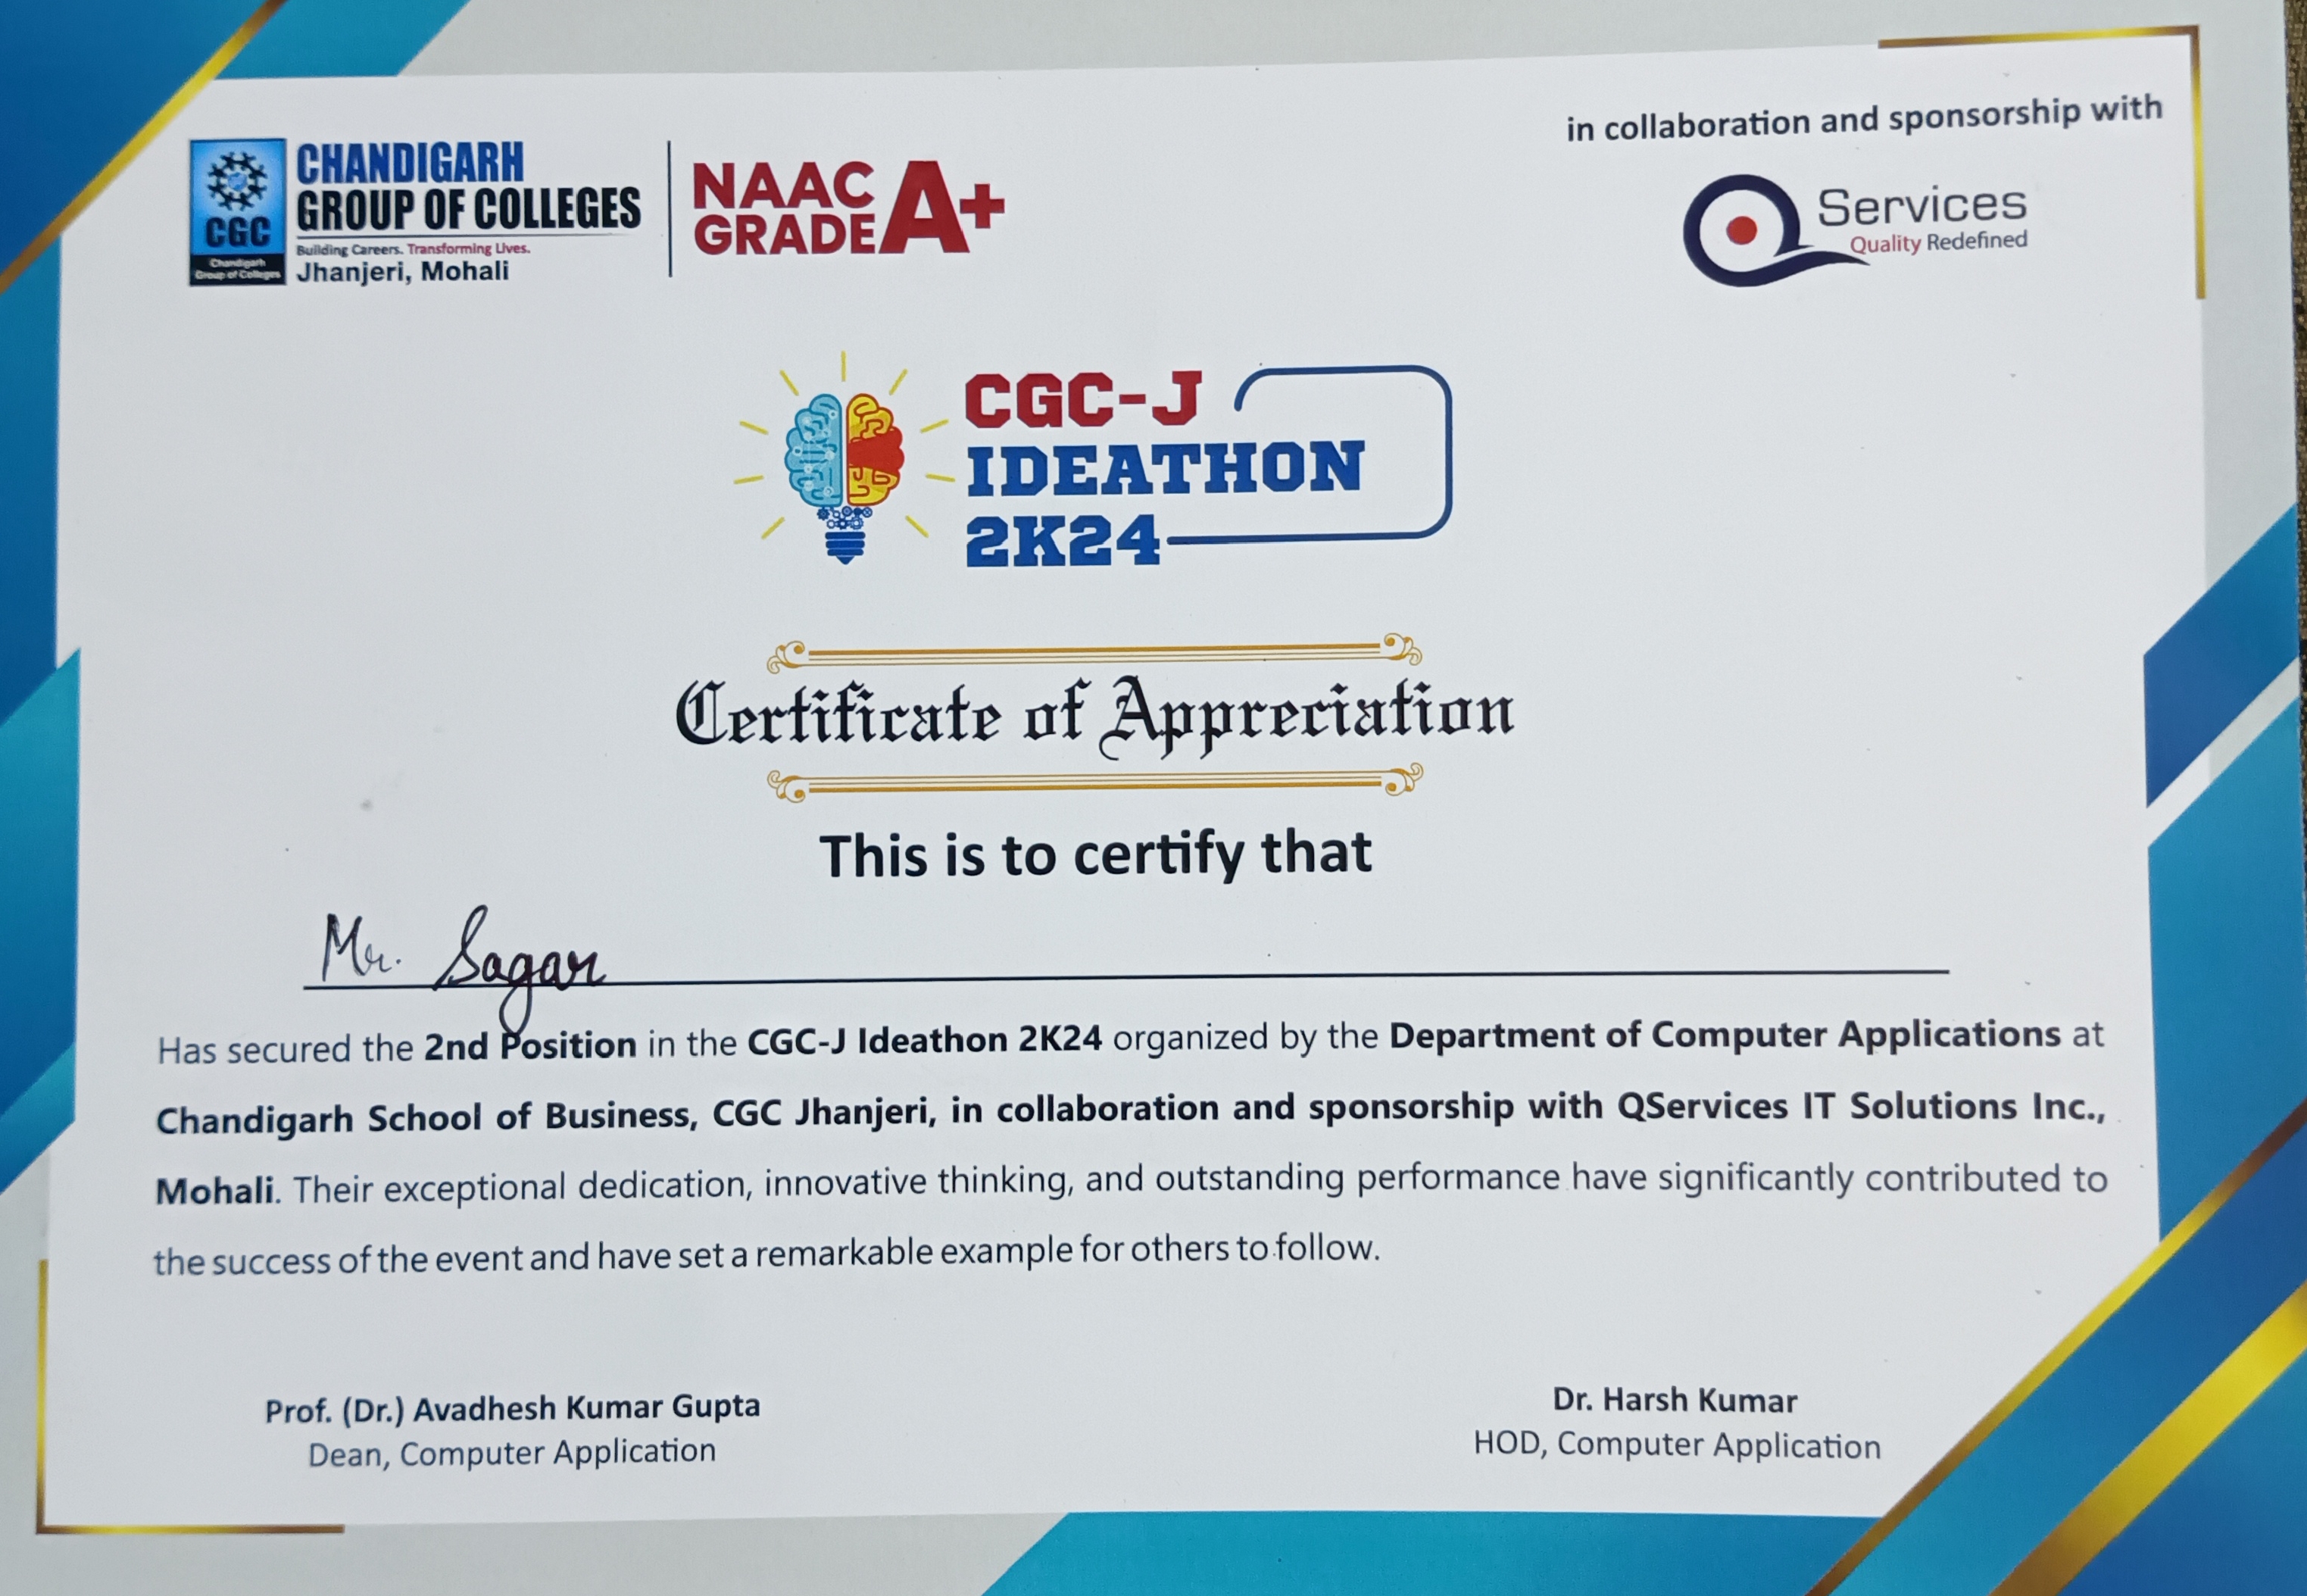 in collaboration and sponsorship with
CHANDIGARH
GROUP OF COLLEGES
Building Careers. Transforming Lives.
Jhanjeri, Mohali
CGC
Chandigarh
Group of Colleges
NAAC
GRADE A+
Services
Quality Redefined
CGC-J
IDEATHON
2K24
Certificate of Appreciation
This is to certify that
Mr. Sagar
Has secured the 2nd Position in the CGC-J Ideathon 2K24 organized by the Department of Computer Applications at
Chandigarh School of Business, CGC Jhanjeri, in collaboration and sponsorship with QServices IT Solutions Inc.,
Mohali. Their exceptional dedication, innovative thinking, and outstanding performance have significantly contributed to
the success of the event and have set a remarkable example for others to follow.
Prof. (Dr.) Avadhesh Kumar Gupta
Dean, Computer Application
Dr. Harsh Kumar
HOD, Computer Application